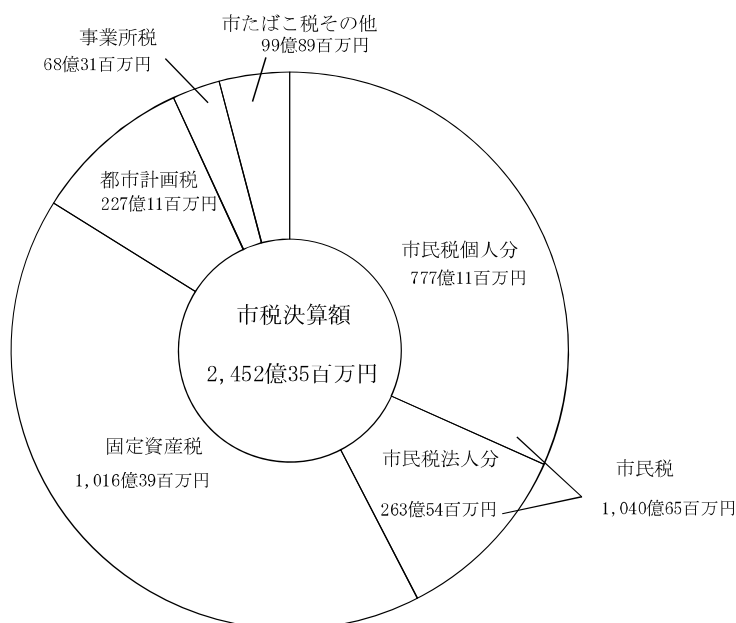 市たばこ税その他
99億89百万円
事業所税
68億31百万円
都市計画税
227億11百万円
市民税個人分
777億11百万円
市税決算額
2,452億35百万円
固定資産税
1,016億39百万円
市民税法人分
263億54百万円
市民税
1,040億65百万円